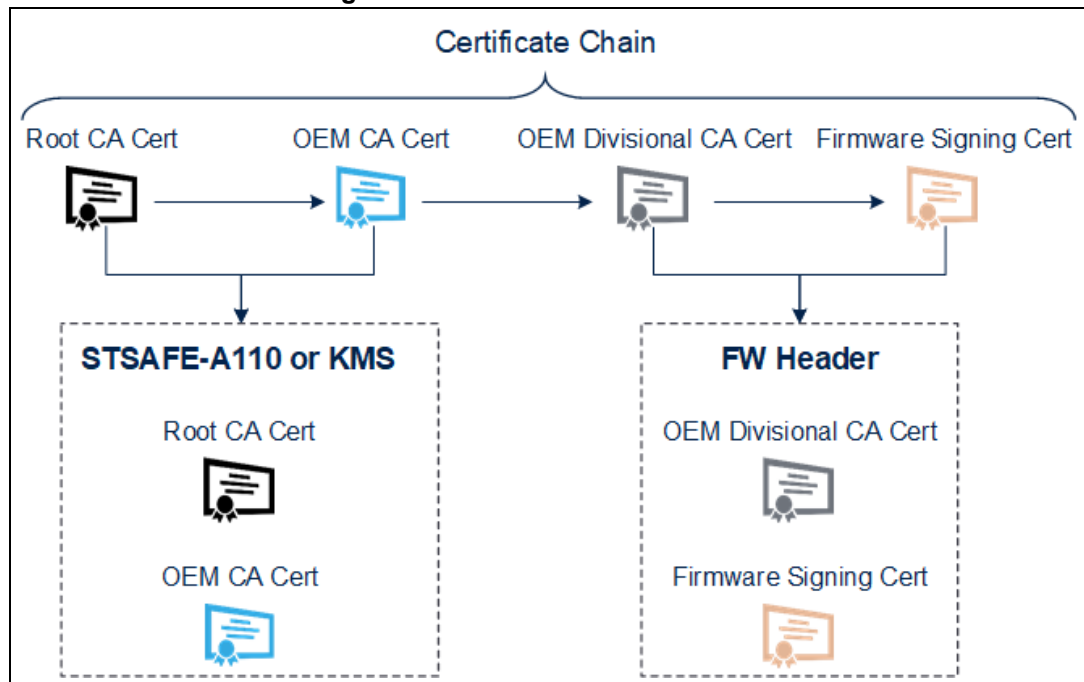 Certificate Chain
Root CA Cert OEM CA Cert OEM Divisional CA Cert Firmware Signing Cert
STSAFE-A110 or KMS
Root CA Cert
OEM CA Cert
FW Header
OEM Divisional CA Cert
Firmware Signing Cert